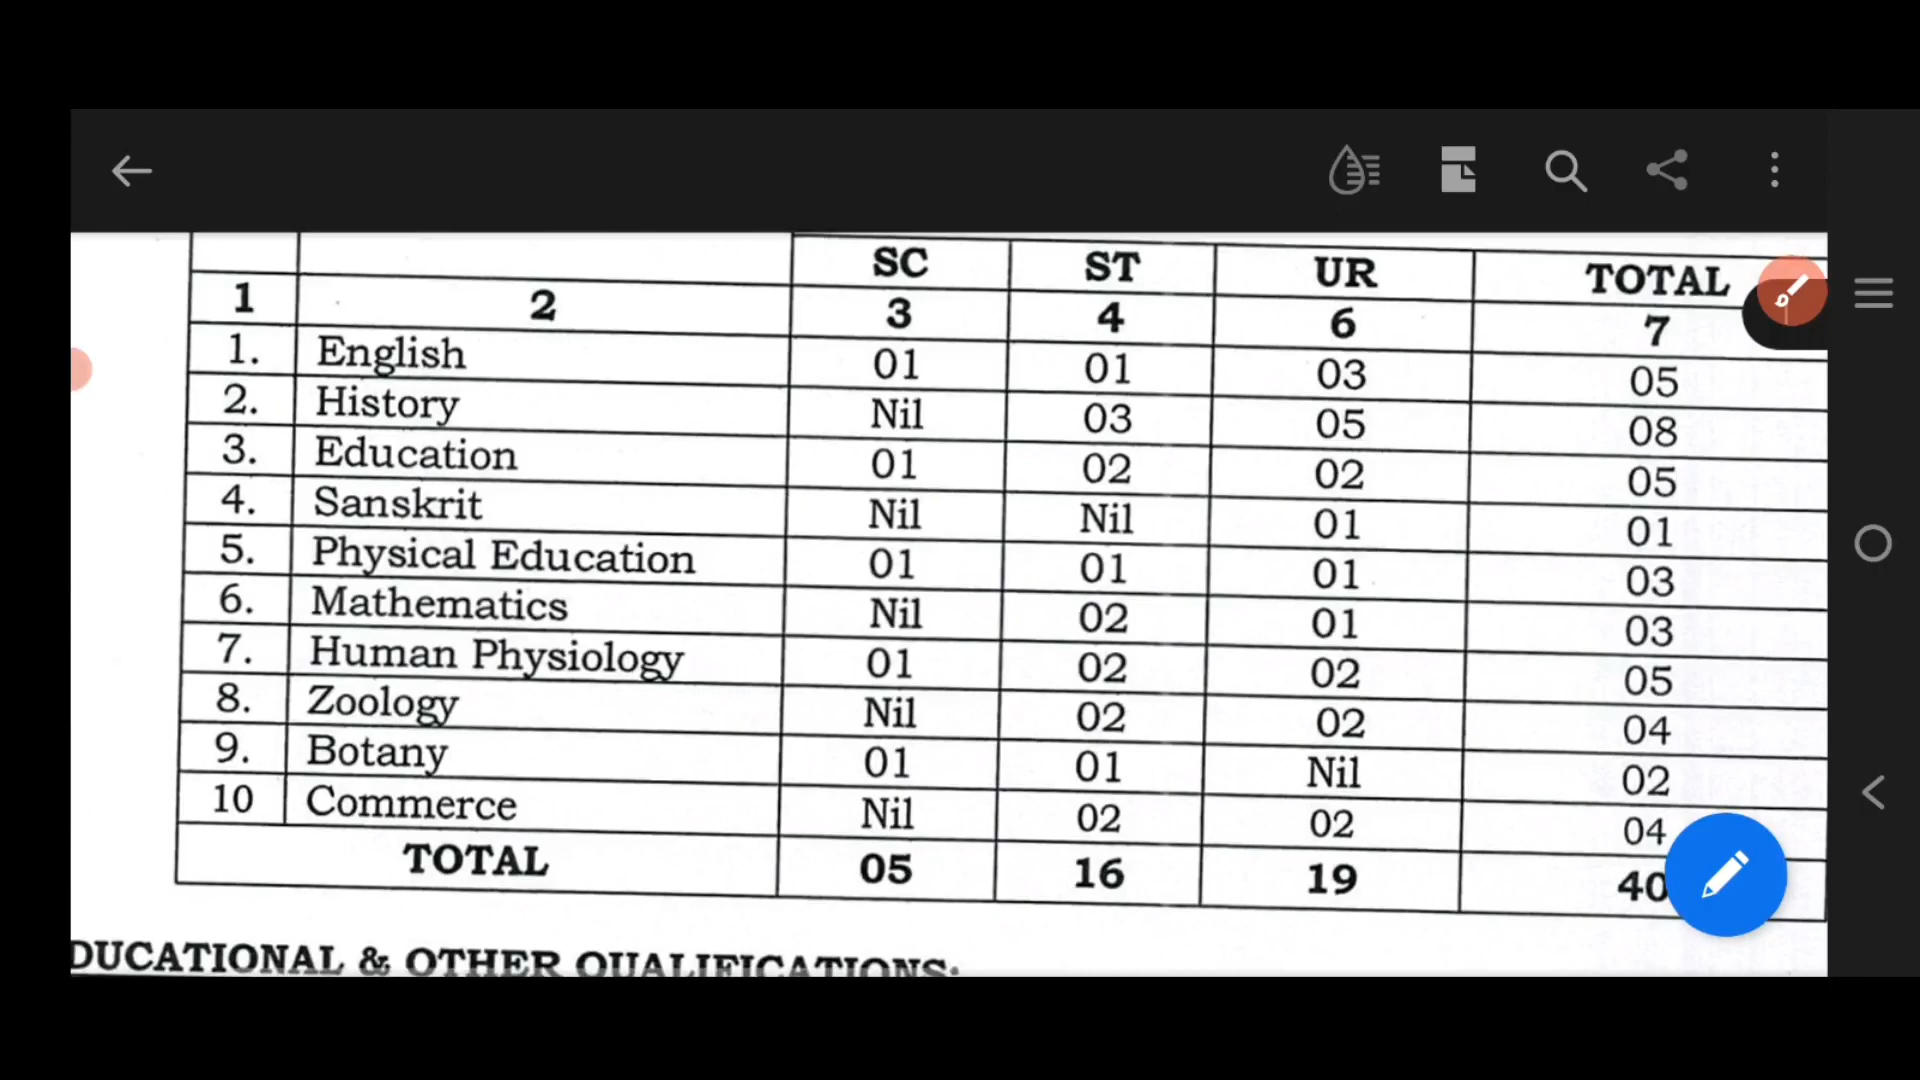 SC ST UR TOTAL
1 2 3 4 6 7
1. English 01 01 03 05
2. History Nil 03 05 08
3. Education 01 02 02 05
4. Sanskrit Nil Nil 01 01
5. Physical Education 01 01 01 03
6. Mathematics Nil 02 01 03
7. Human Physiology 01 02 02 05
8. Zoology Nil 02 02 04
9. Botany 01 01 Nil 02
10 Commerce Nil 02 02 04
TOTAL 05 16 19 40
DUCATIONAL & OTHER QUALIFICATIONS: